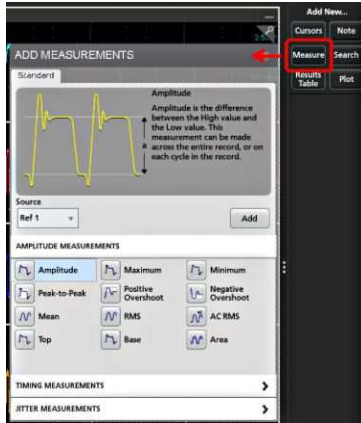 Add New...
Cursors
Note
ADD MEASUREMENTS
Measure
Search
Standard
Results
Table
Plot
Amplitude
Amplitude is the difference
between the High value and
the Low value. This
measurement can be made
across the entire record, or on
each cycle in the record.
a
Source
Ref 1
Add
AMPLITUDE MEASUREMENTS
Amplitude
Maximum
Minimum
Peak-to-Peak
Positive
Overshoot
Negative
Overshoot
Mean
RMS
AC RMS
Top
Base
Area
TIMING MEASUREMENTS
JITTER MEASUREMENTS